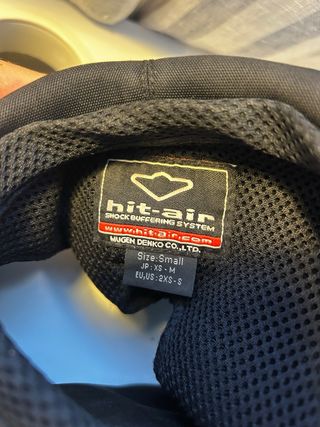 hit-air
SHOCK BUFFERING SYSTEM
www.hit-air.com
MUGEN DENKO CO.,LTD.
Size:Small
JP:XS-M
EU,US:2XS-S